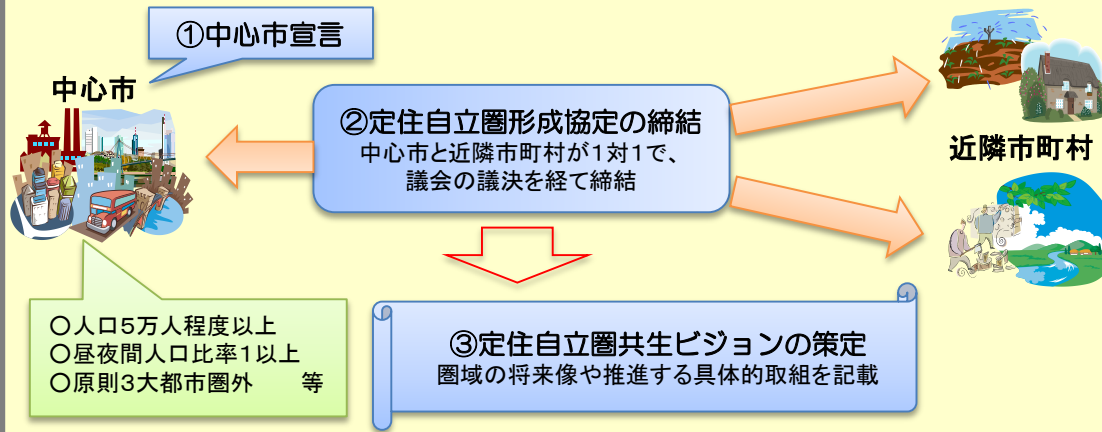 ①中心市宣言
中心市
②定住自立圏形成協定の締結
中心市と近隣市町村が1対1で、
議会の議決を経て締結
近隣市町村
〇人口5万人程度以上
〇昼夜間人口比率1以上
〇原則3大都市圏外　　等
③定住自立圏共生ビジョンの策定
圏域の将来像や推進する具体的取組を記載